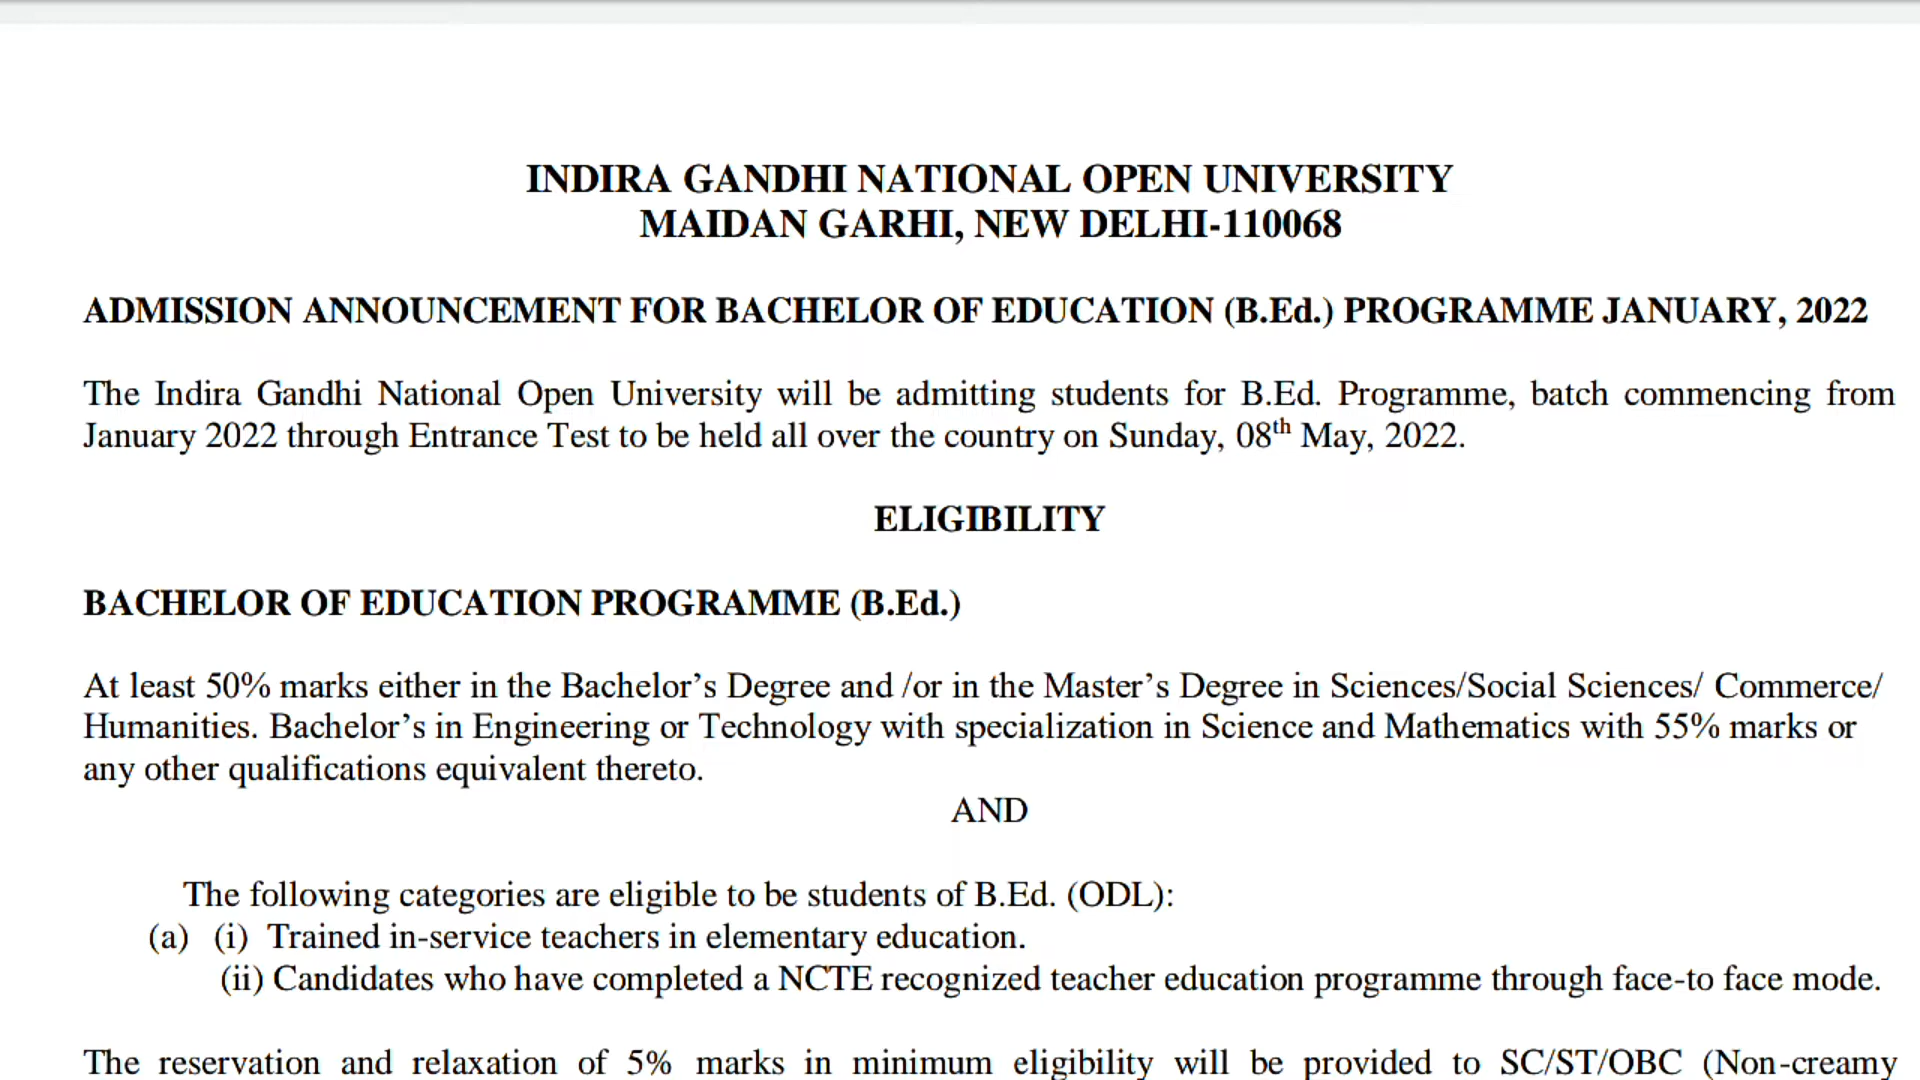 INDIRA GANDHI NATIONAL OPEN UNIVERSITY
MAIDAN GARHI, NEW DELHI-110068
ADMISSION ANNOUNCEMENT FOR BACHELOR OF EDUCATION (B.Ed.) PROGRAMME JANUARY, 2022
The Indira Gandhi National Open University will be admitting students for B.Ed. Programme, batch commencing from
January 2022 through Entrance Test to be held all over the country on Sunday, 08th May, 2022.
ELIGIBILITY
BACHELOR OF EDUCATION PROGRAMME (B.Ed.)
At least 50% marks either in the Bachelor’s Degree and /or in the Master’s Degree in Sciences/Social Sciences/ Commerce/
Humanities. Bachelor’s in Engineering or Technology with specialization in Science and Mathematics with 55% marks or
any other qualifications equivalent thereto.
AND
The following categories are eligible to be students of B.Ed. (ODL):
(a) (i) Trained in-service teachers in elementary education.
(ii) Candidates who have completed a NCTE recognized teacher education programme through face-to face mode.
The reservation and relaxation of 5% marks in minimum eligibility will be provided to SC/ST/OBC (Non-creamy